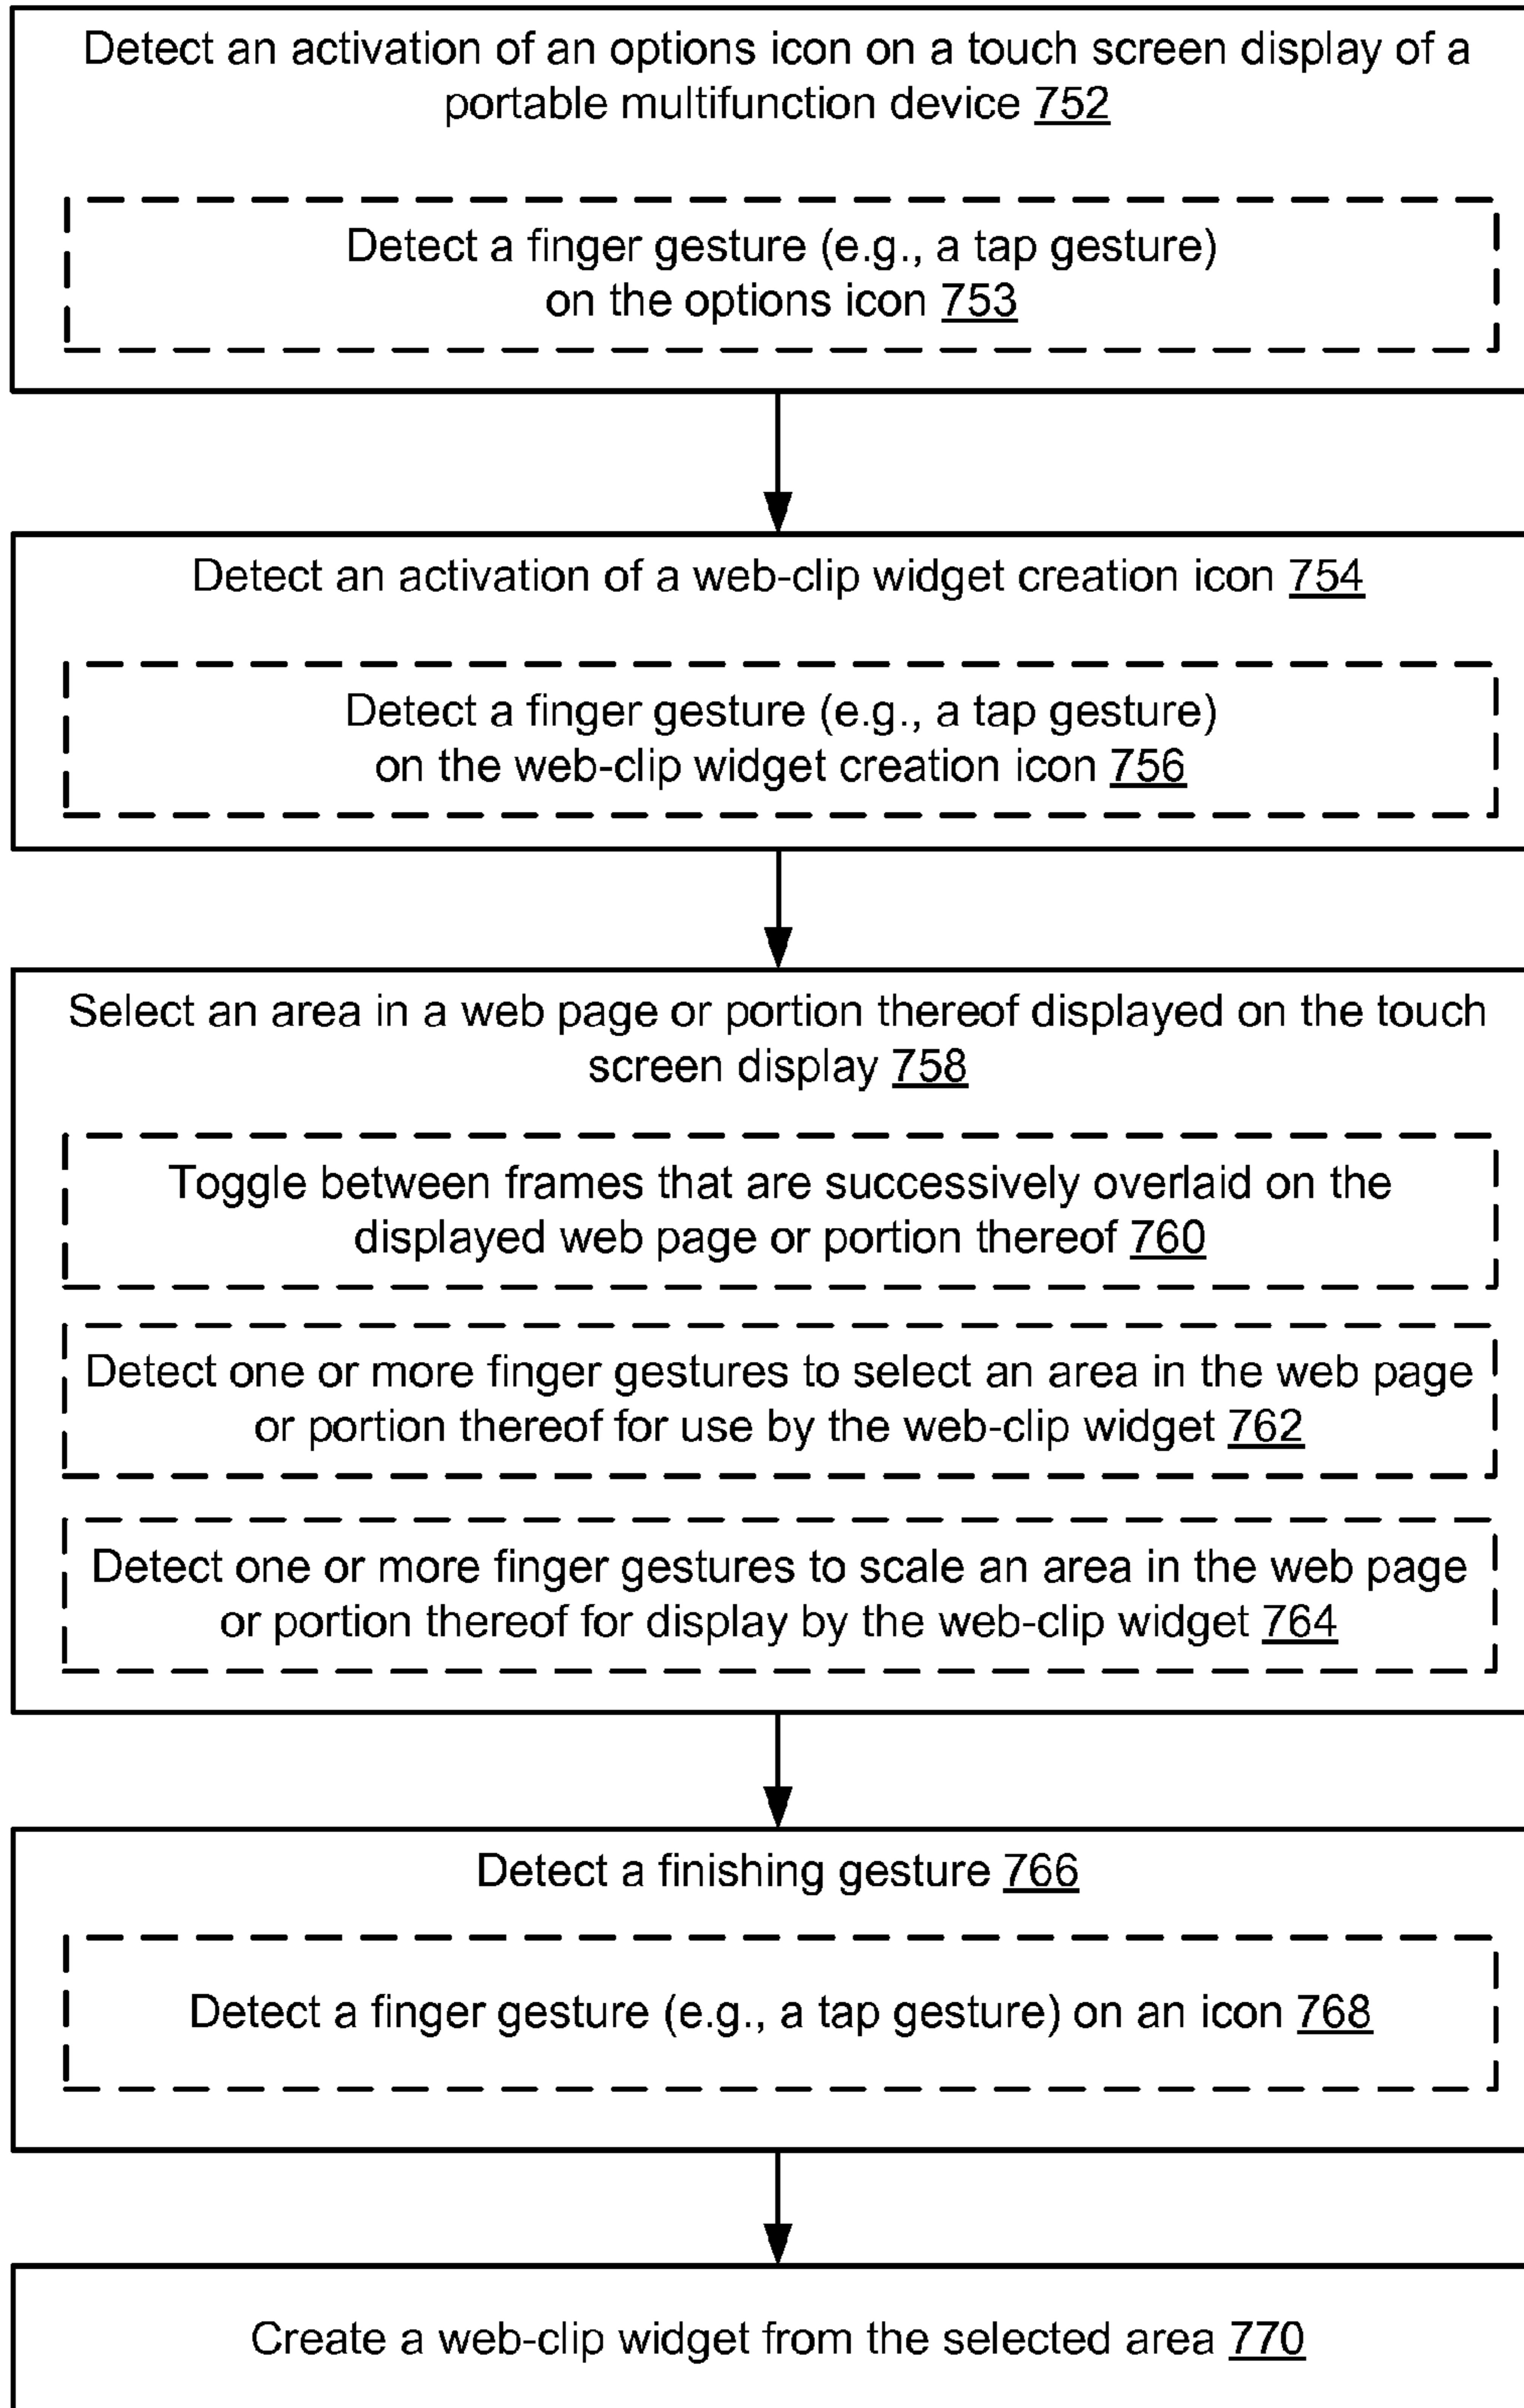 Detect an activation of an options icon on a touch screen display of a
portable multifunction device 752
Detect a finger gesture (e.g., a tap gesture)
on the options icon 753
Detect an activation of a web-clip widget creation icon 754
Detect a finger gesture (e.g., a tap gesture)
on the web-clip widget creation icon 756
Select an area in a web page or portion thereof displayed on the touch
screen display 758
Toggle between frames that are successively overlaid on the
displayed web page or portion thereof 760
Detect one or more finger gestures to select an area in the web page
or portion thereof for use by the web-clip widget 762
Detect one or more finger gestures to scale an area in the web page
or portion thereof for display by the web-clip widget 764
Detect a finishing gesture 766
Detect a finger gesture (e.g., a tap gesture) on an icon 768
Create a web-clip widget from the selected area 770